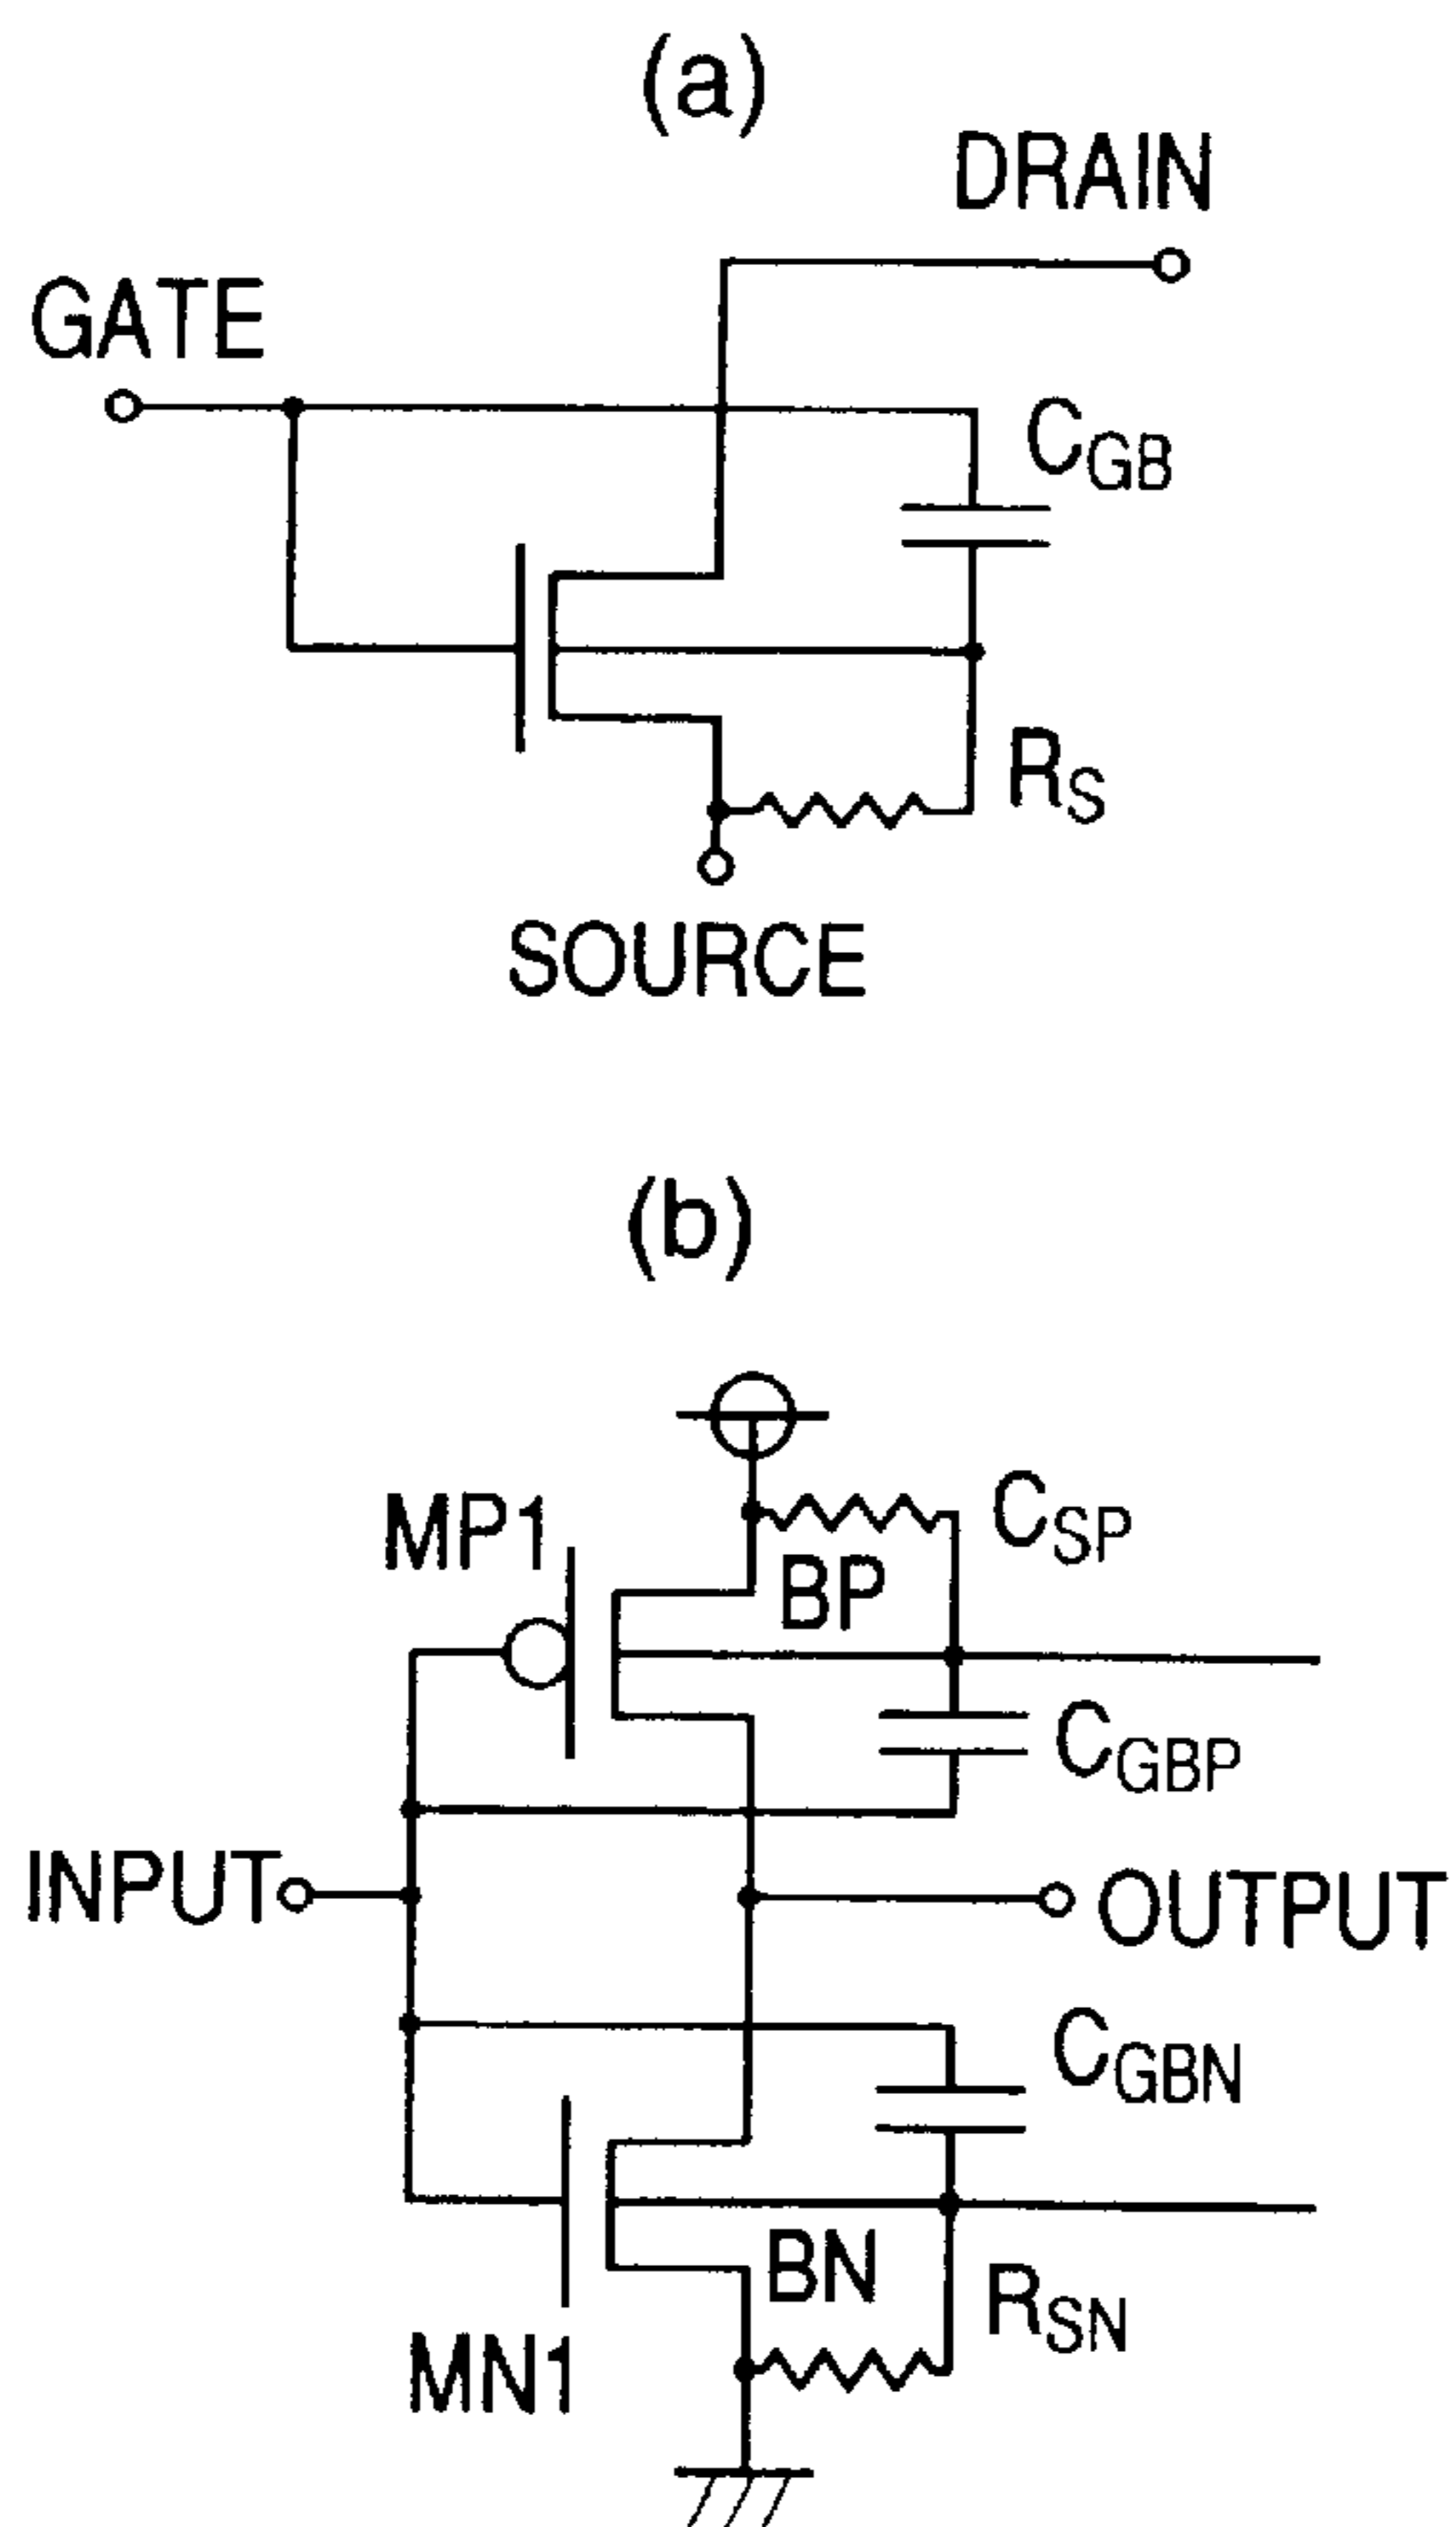 (a)
DRAIN
GATE
CGB
RS
SOURCE
(b)
MP1
CSP
BP
CGBP
INPUT
OUTPUT
CGBN
BN
RSN
MN1